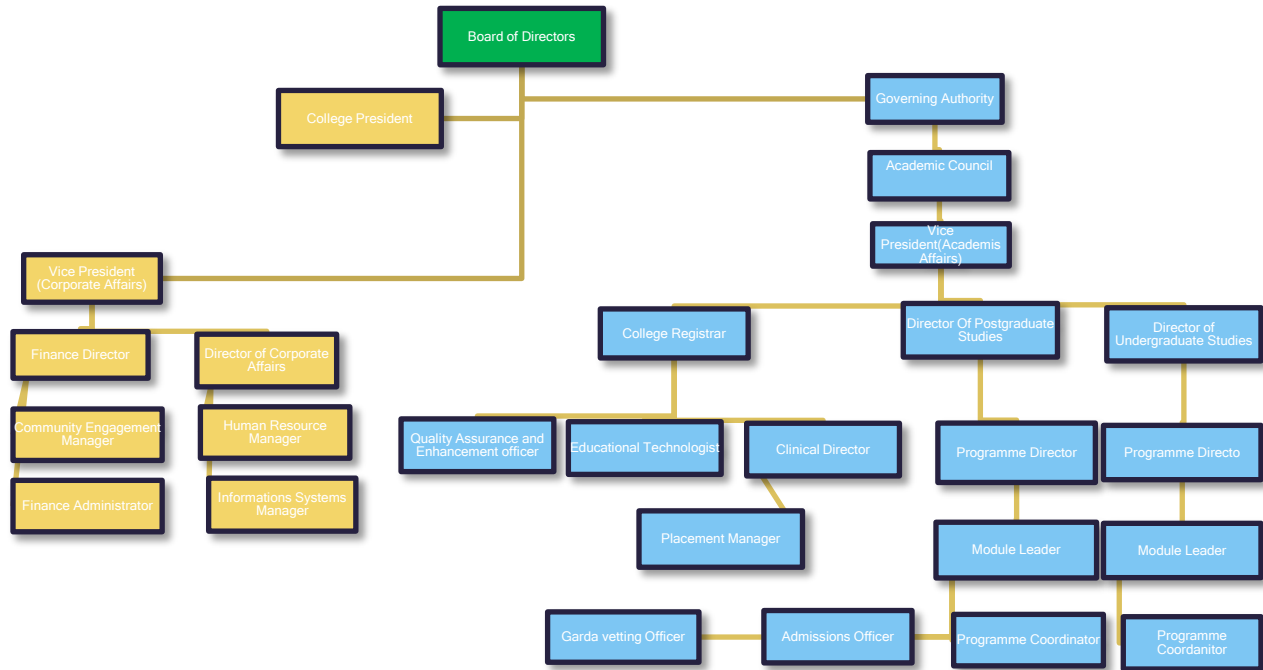 Board of Directors
College President
Governing Authority
Academic Council
Vice
President(Academis
Affairs)
Vice President
(Corporate Affairs)
College Registrar
Director Of Postgraduate
Studies
Director of
Undergraduate Studies
Finance Director
Director of Corporate
Affairs
Community Engagement
Manager
Human Resource
Manager
Quality Assurance and
Enhancement officer
Educational Technologist
Clinical Director
Programme Director
Programme Directo
Finance Administrator
Informations Systems
Manager
Placement Manager
Module Leader
Module Leader
Garda vetting Officer
Admissions Officer
Programme Coordinator
Programme
Coordanitor